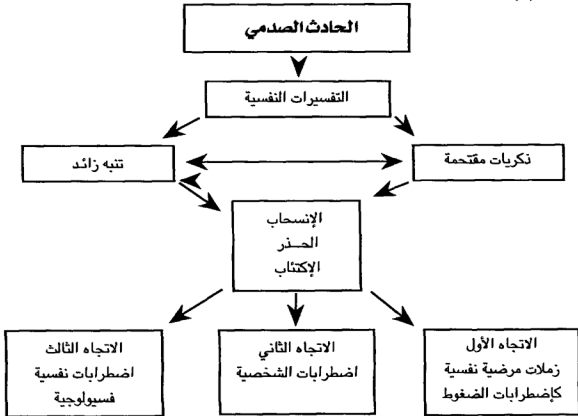 الحادث الصدمي
التفسيرات النفسية
ذكريات مقتحمة
تنبه زائد
الإنسحاب
الحــذر
الإكتئاب
الاتجاه الأول
زملات مرضية نفسية
كإضطرابات الضغوط
الاتجاه الثاني
اضطرابات الشخصية
الاتجاه الثالث
اضطرابات نفسية
فسيولوجية